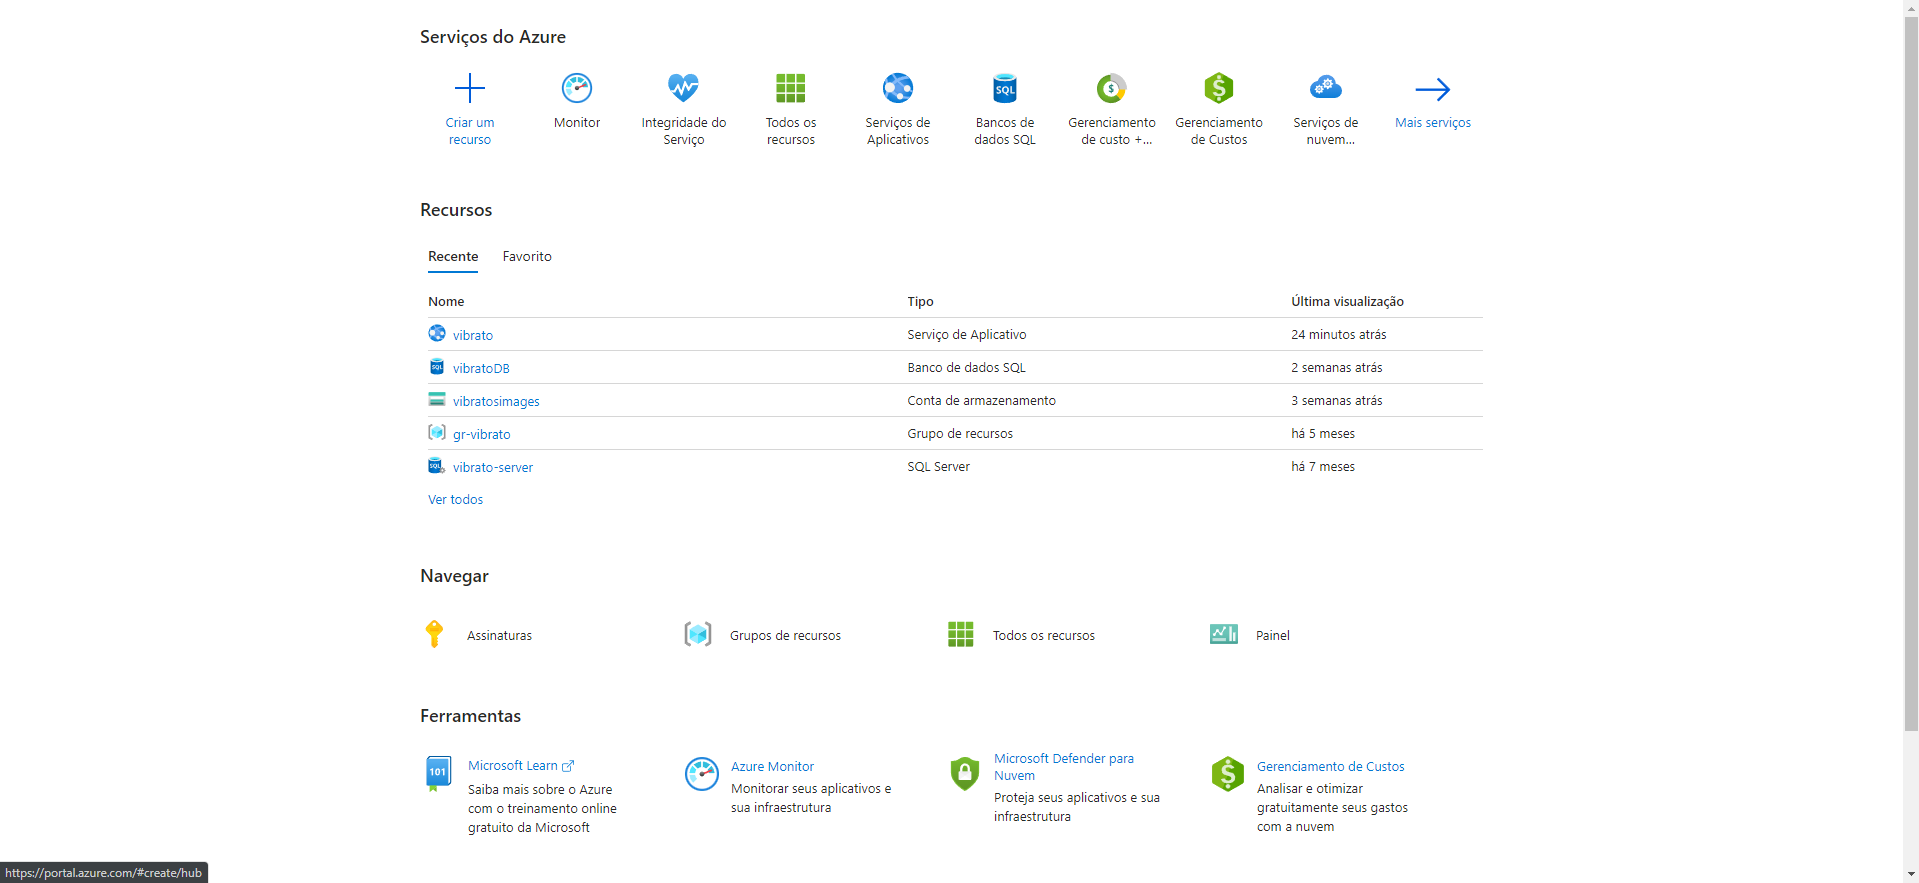 Serviços do Azure
Criar um
recurso
Monitor
Integridade do
Serviço
Todos os
recursos
Serviços de
Aplicativos
SQL
Bancos de
dados SQL
$
Gerenciamento
de custo +...
$
Gerenciamento
de Custos
Serviços de
nuvem...
Mais serviços
Recursos
Recente Favorito
Nome Tipo Última visualização
vibrato Serviço de Aplicativo 24 minutos atrás
SQL vibratoDB Banco de dados SQL 2 semanas atrás
vibratosimages Conta de armazenamento 3 semanas atrás
gr-vibrato Grupo de recursos há 5 meses
SQL vibrato-server SQL Server há 7 meses
Ver todos
Navegar
Assinaturas Grupos de recursos Todos os recursos Painel
Ferramentas
101
Microsoft Learn
Saiba mais sobre o Azure
com o treinamento online
gratuito da Microsoft
Azure Monitor
Monitorar seus aplicativos e
sua infraestrutura
Microsoft Defender para
Nuvem
Proteja seus aplicativos e sua
infraestrutura
$
Gerenciamento de Custos
Analisar e otimizar
gratuitamente seus gastos
com a nuvem
https://portal.azure.com/#create/hub